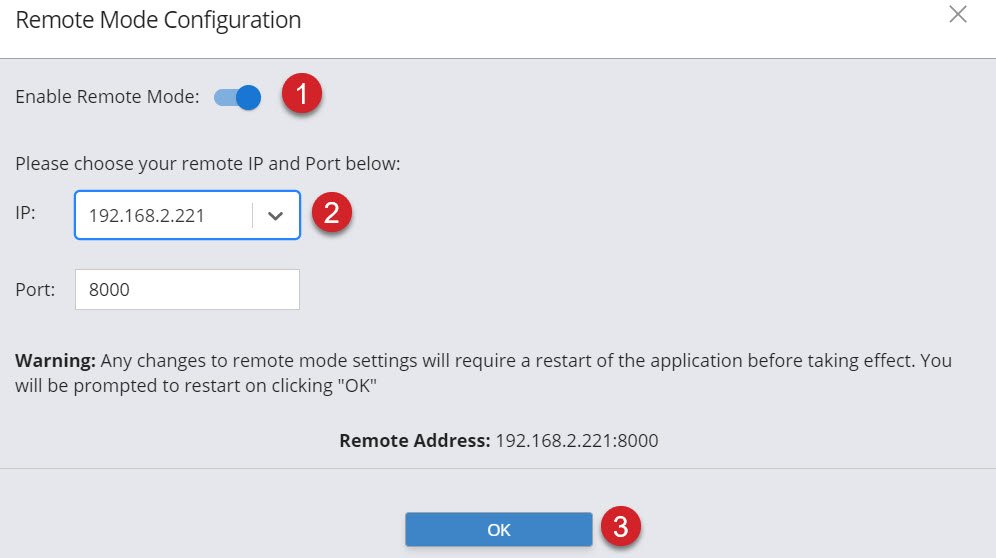 Remote Mode Configuration
Enable Remote Mode: 1
Please choose your remote IP and Port below:
IP: 192.168.2.221 2
Port: 8000
Warning: Any changes to remote mode settings will require a restart of the application before taking effect. You
will be prompted to restart on clicking "OK"
Remote Address: 192.168.2.221:8000
OK 3